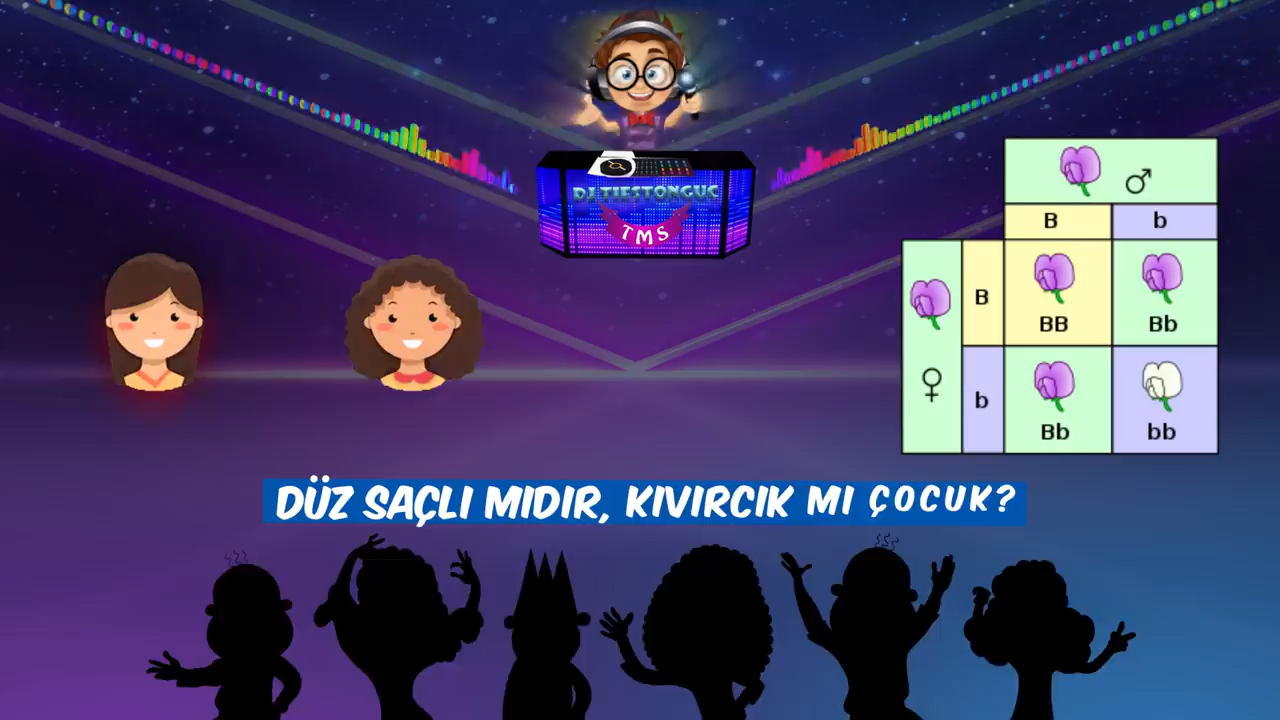 DJ TIESTONGUÇ
TMS
♂
B b
B
BB Bb
♀ b
Bb bb
DÜZ SAÇLI MIDIR, KIVIRCIK MI ÇOCUK?